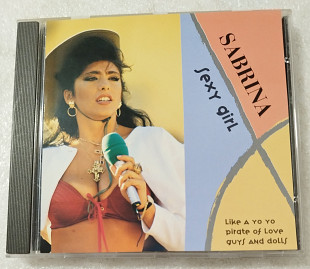 SABRINA
sexy girl
Like A YO YO
pirate of Love
guys and dolls